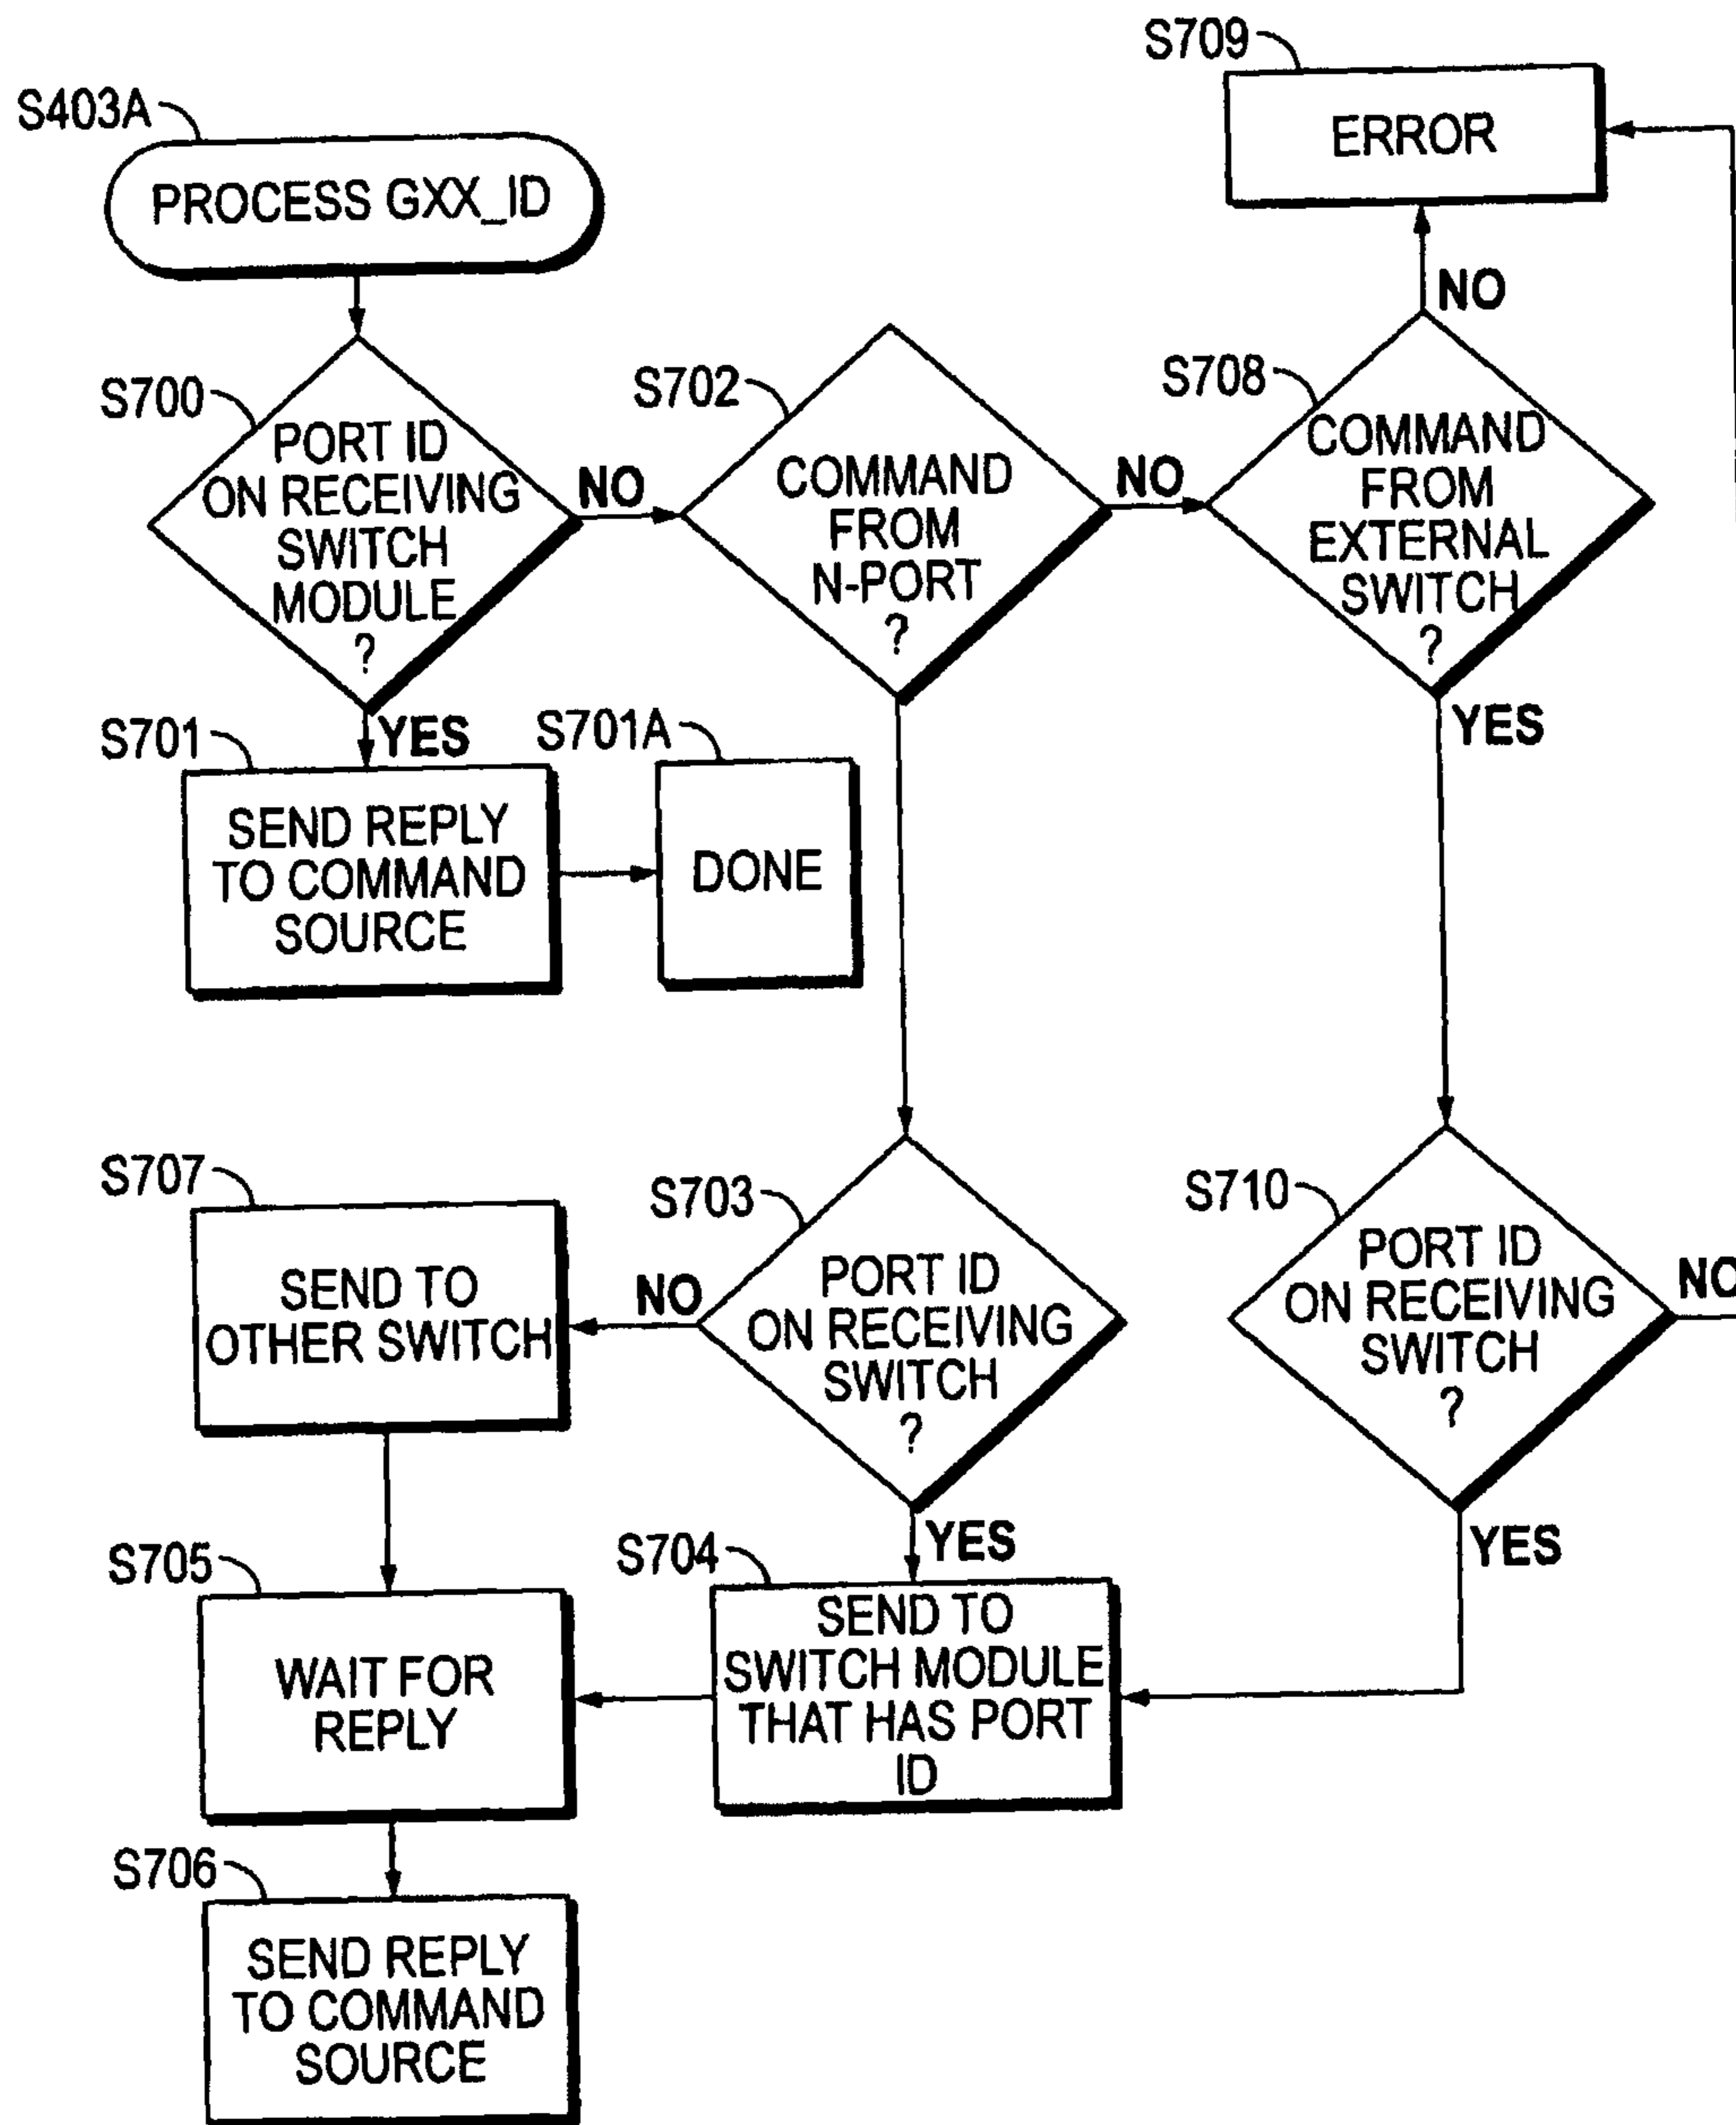 S709
ERROR
S403A
PROCESS GXX_ID
NO
S700
PORT ID
ON RECEIVING
SWITCH
MODULE
?
NO
S702
COMMAND
FROM
N-PORT
?
NO
S708
COMMAND
FROM
EXTERNAL
SWITCH
?
YES
S701
SEND REPLY
TO COMMAND
SOURCE
S701A
DONE
YES
S707
SEND TO
OTHER SWITCH
NO
S703
PORT ID
ON RECEIVING
SWITCH
?
S710
PORT ID
ON RECEIVING
SWITCH
?
NO
YES
YES
S705
WAIT FOR
REPLY
S704
SEND TO
SWITCH MODULE
THAT HAS PORT
ID
S706
SEND REPLY
TO COMMAND
SOURCE